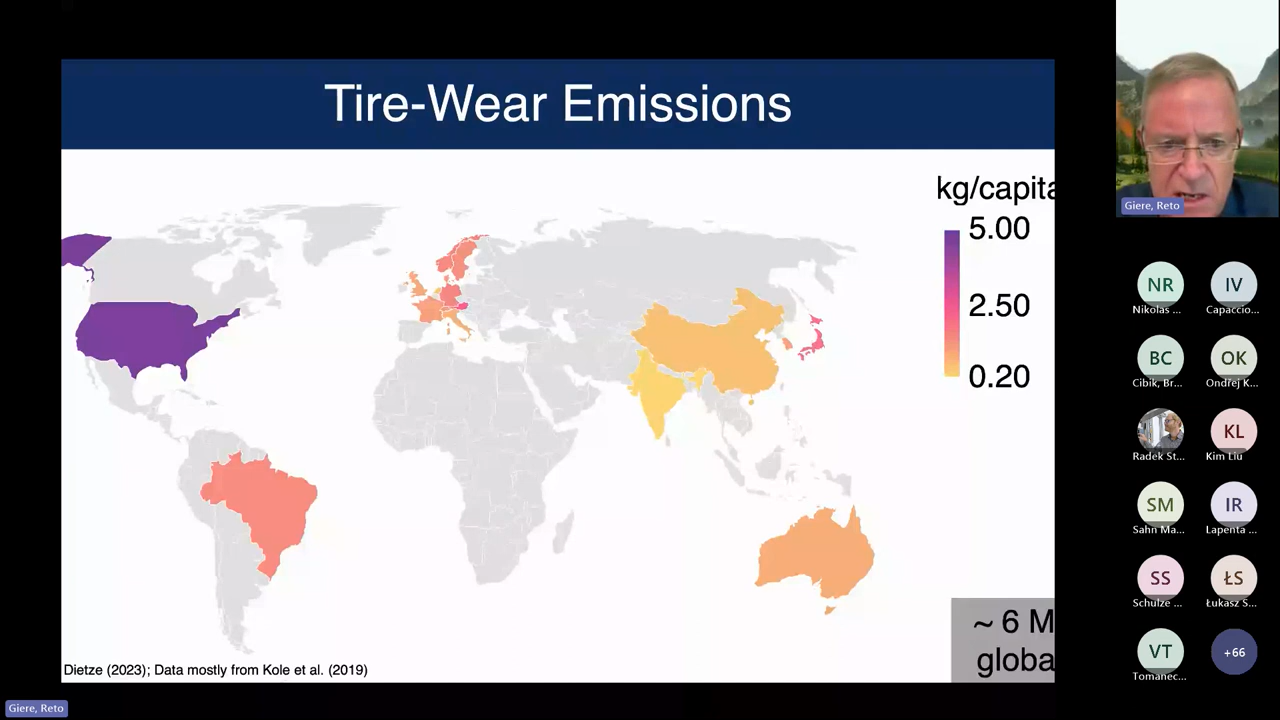 Tire-Wear Emissions
kg/capita
5.00
2.50
0.20
~ 6 M
globa
Dietze (2023); Data mostly from Kole et al. (2019)
Giere, Reto
Giere, Reto
NR
IV
Nikolas ...
Capaccio...
BC
OK
Cibik, Br...
Ondřej K...
KL
Radek St...
Kim Liu
SM
IR
Sahn Ma...
Lapenta ...
SS
ŁS
Schulze ...
Łukasz S...
VT
+66
Tomanec...